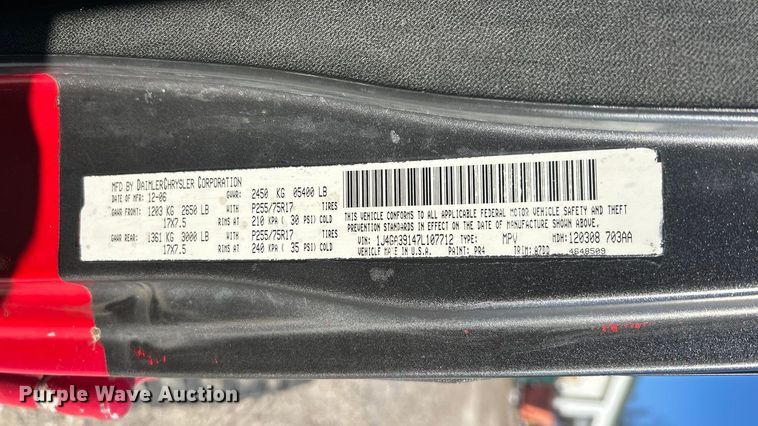 MFD BY DAIMLERCHRYSLER CORPORATION
DATE OF MFR: 12-06 GVWR: 2450 KG 05400 LB
GAWR FRONT: 1203 KG 2650 LB WITH P255/75R17 TIRES
17X7.5 RIMS AT 210 KPA ( 30 PSI) COLD
GAWR REAR: 1361 KG 3000 LB WITH P255/75R17 TIRES
17X7.5 RIMS AT 240 KPA ( 35 PSI) COLD
THIS VEHICLE CONFORMS TO ALL APPLICABLE FEDERAL MOTOR VEHICLE SAFETY AND THEFT
PREVENTION STANDARDS IN EFFECT ON THE DATE OF MANUFACTURE SHOWN ABOVE.
VIN: 1J4GA39147L107712 TYPE: MPV MDH: 120308 703AA
VEHICLE MADE IN U.S.A. PAINT: PR4 TRIM: A7DD 4648509
Purple Wave Auction